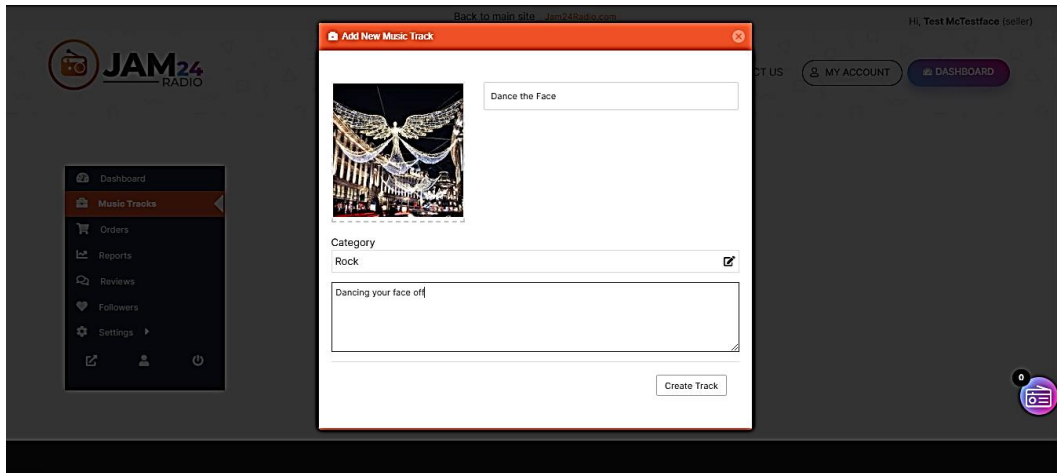 Back to main site Jam24Radio.com
Hi, Test McTestface (seller)
JAM24
RADIO
CT US
MY ACCOUNT
DASHBOARD
Add New Music Track
Dance the Face
Category
Rock
Dancing your face off
Create Track
Dashboard
Music Tracks
Orders
Reports
Reviews
Followers
Settings
0